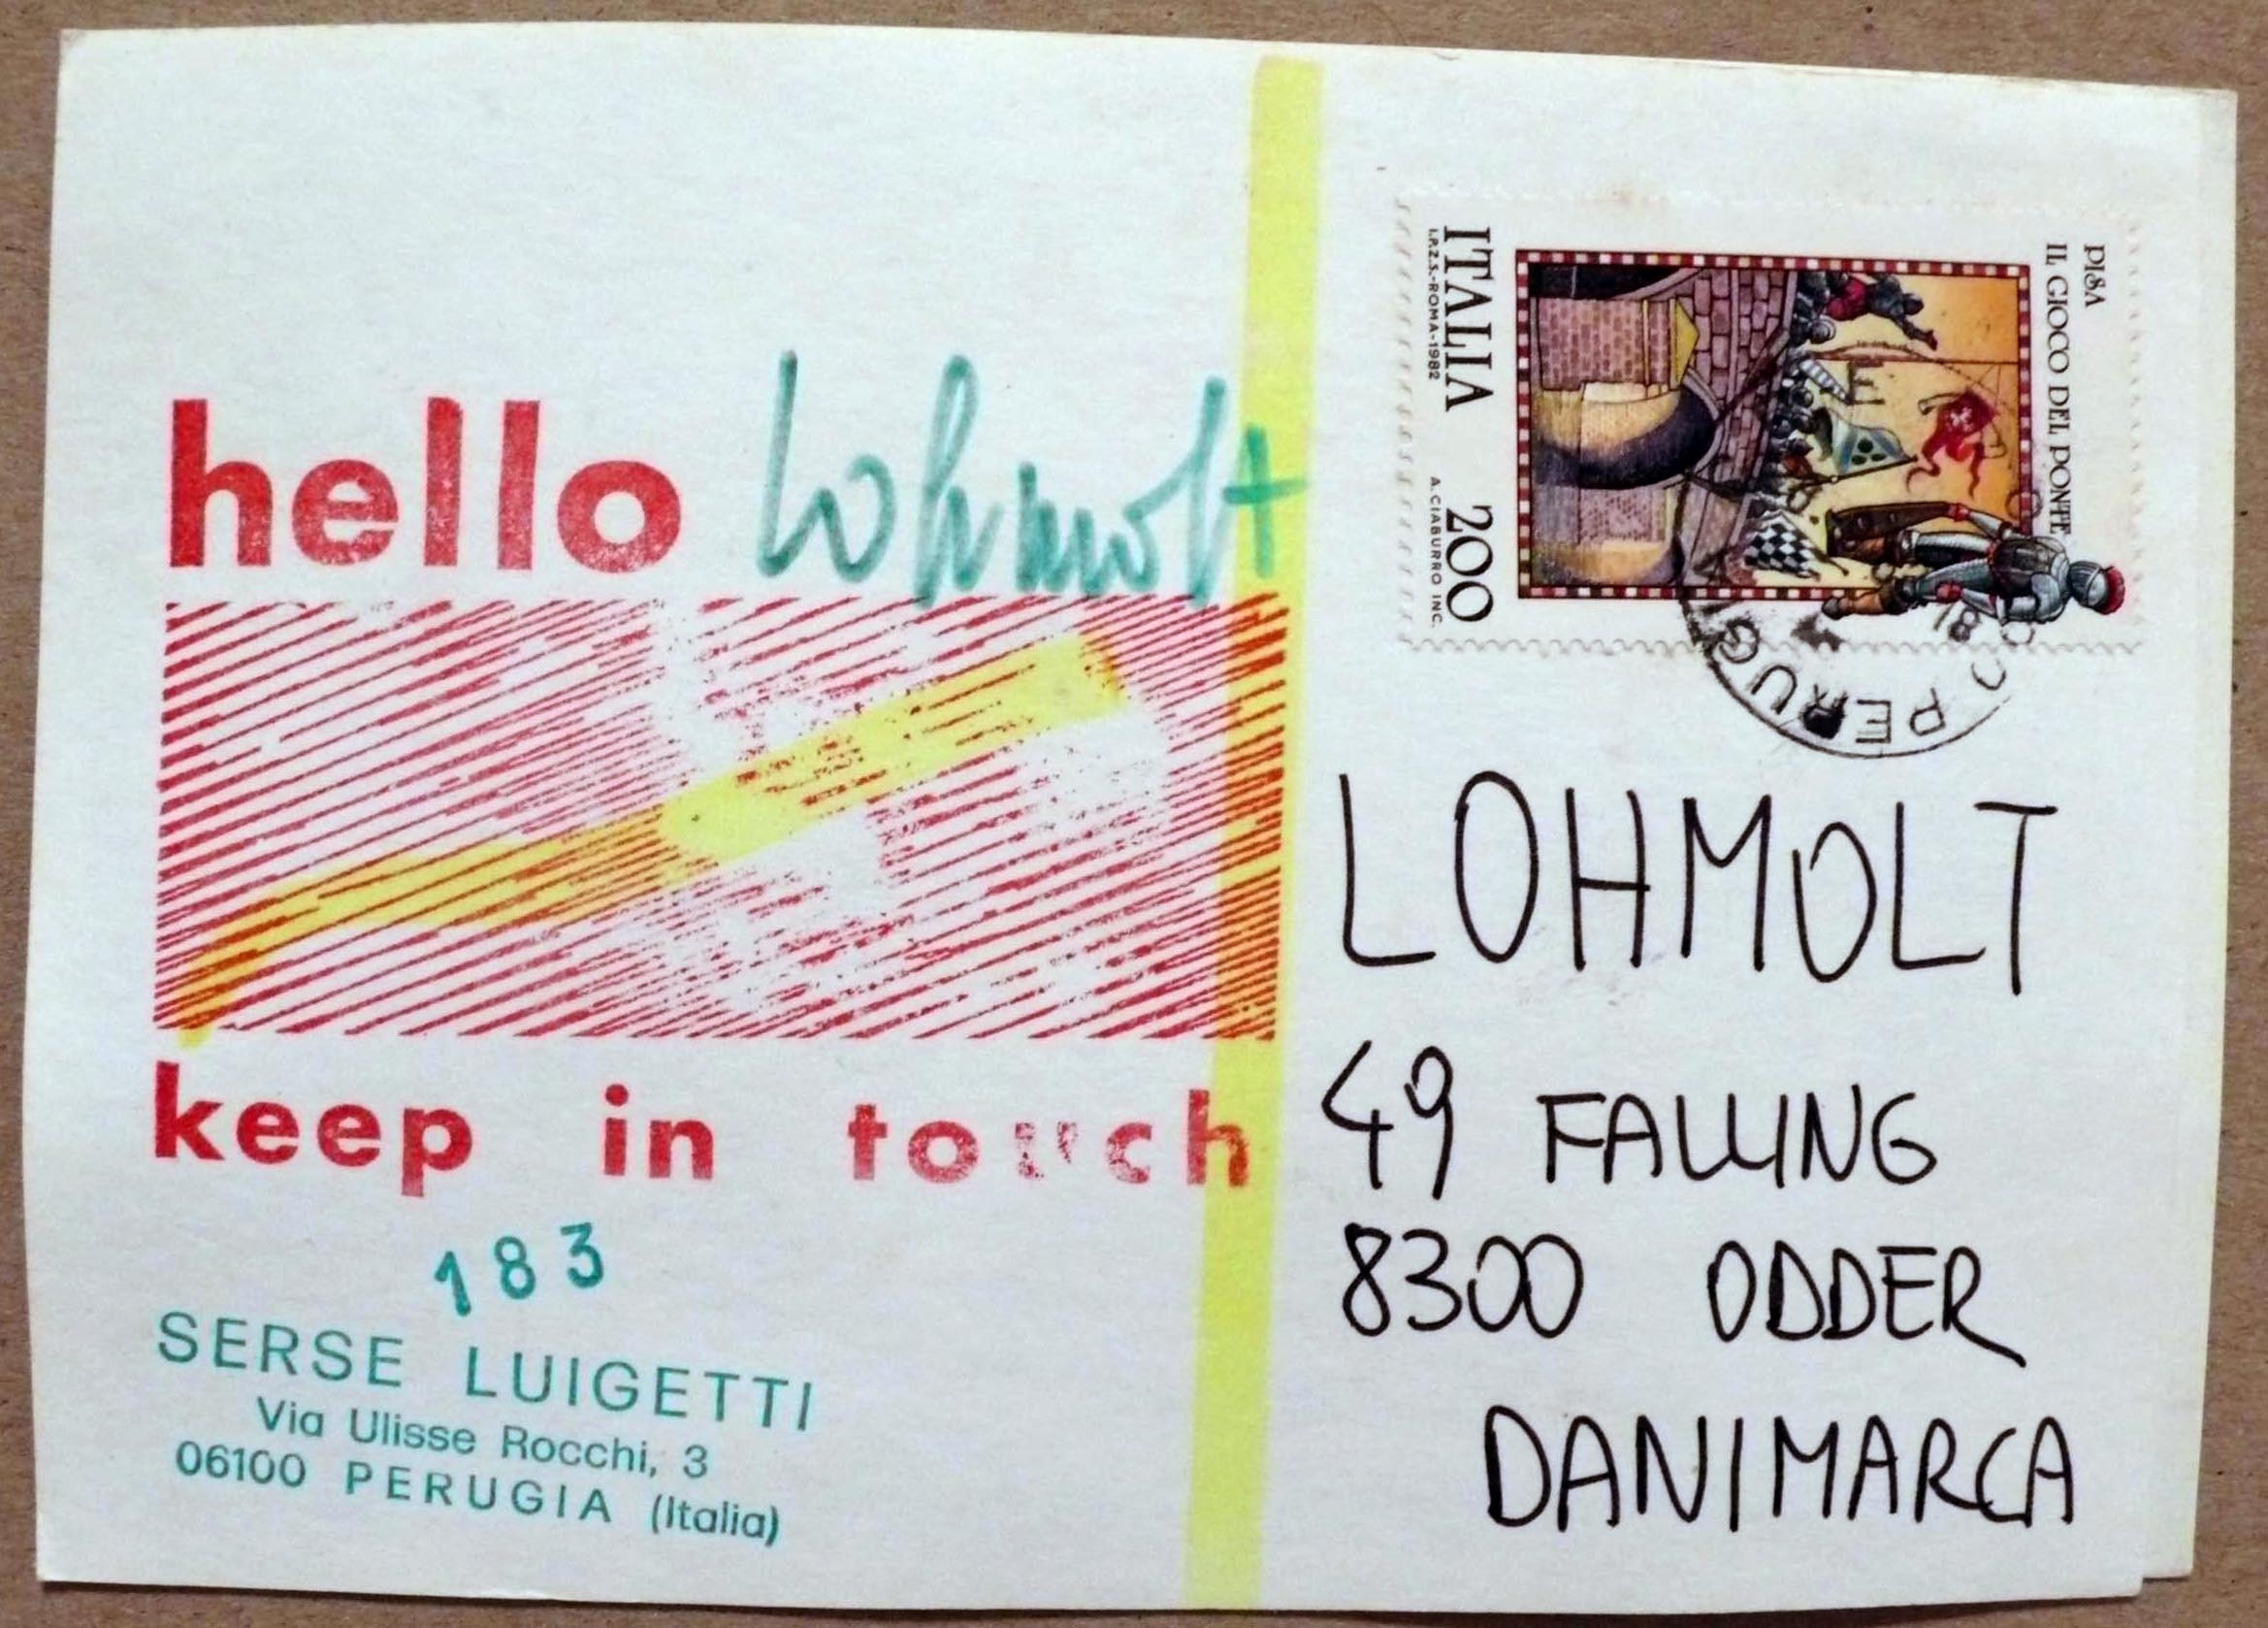 hello Lohmolt
keep in touch
183
SERSE LUIGETTI
Via Ulisse Rocchi, 3
06100 PERUGIA (Italia)
PISA
IL GIOCO DEL PONTE
ITALIA 200
I.P.Z.S.-ROMA-1982 A. CIABURRO INC.
PERUG
LOHMOLT
49 FALLING
8300 ODDER
DANIMARCA